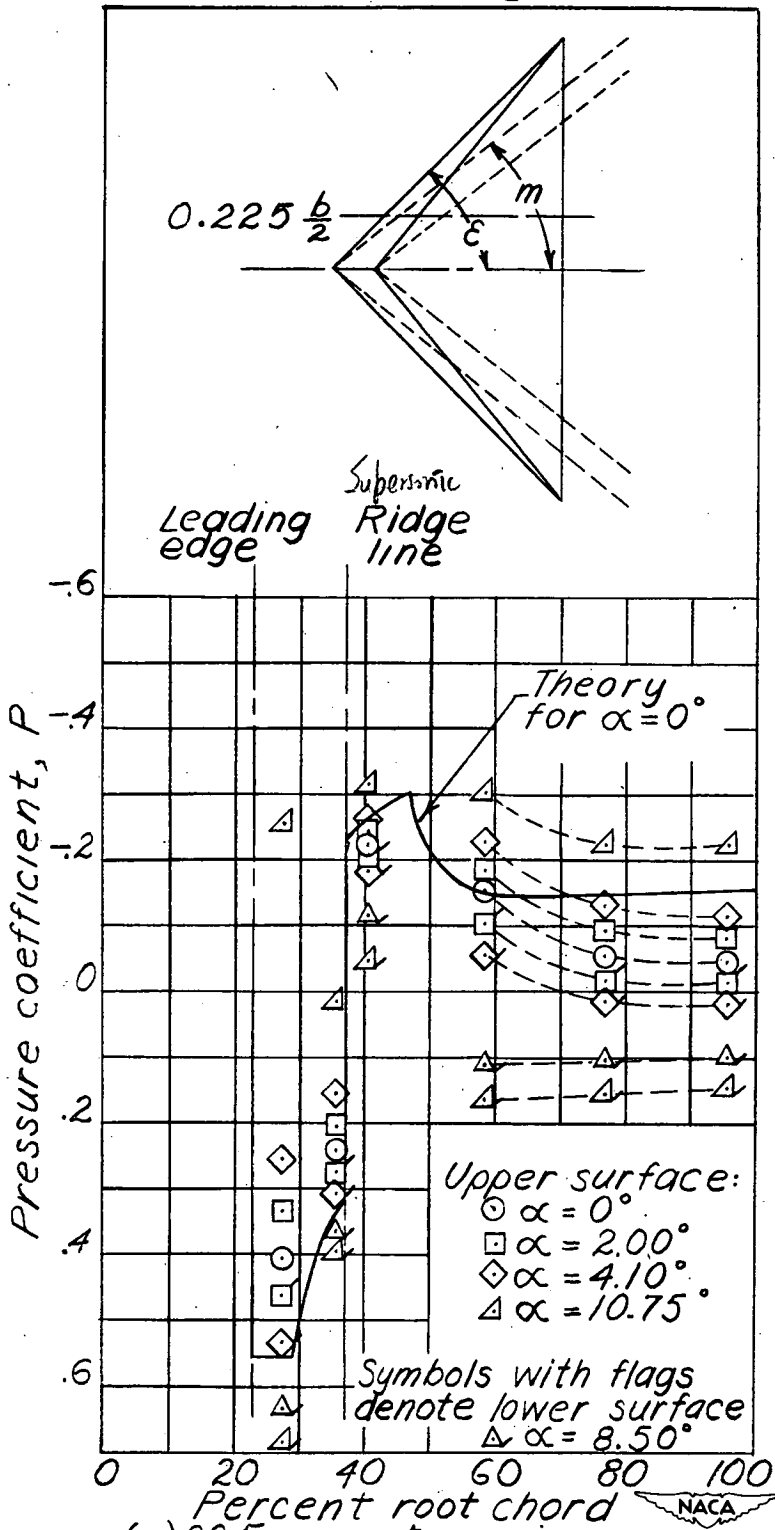 0.225 b/2
m
ε
Supersonic
Leading edge
Ridge line
-.6
-.4
-.2
0
.2
.4
.6
Pressure coefficient, P
Theory
for α = 0°
Upper surface:
⊙ α = 0°
⊡ α = 2.00°
◇ α = 4.10°
◿ α = 10.75°
Symbols with flags
denote lower surface
△ α = 8.50°
0 20 40 60 80 100
Percent root chord
NACA